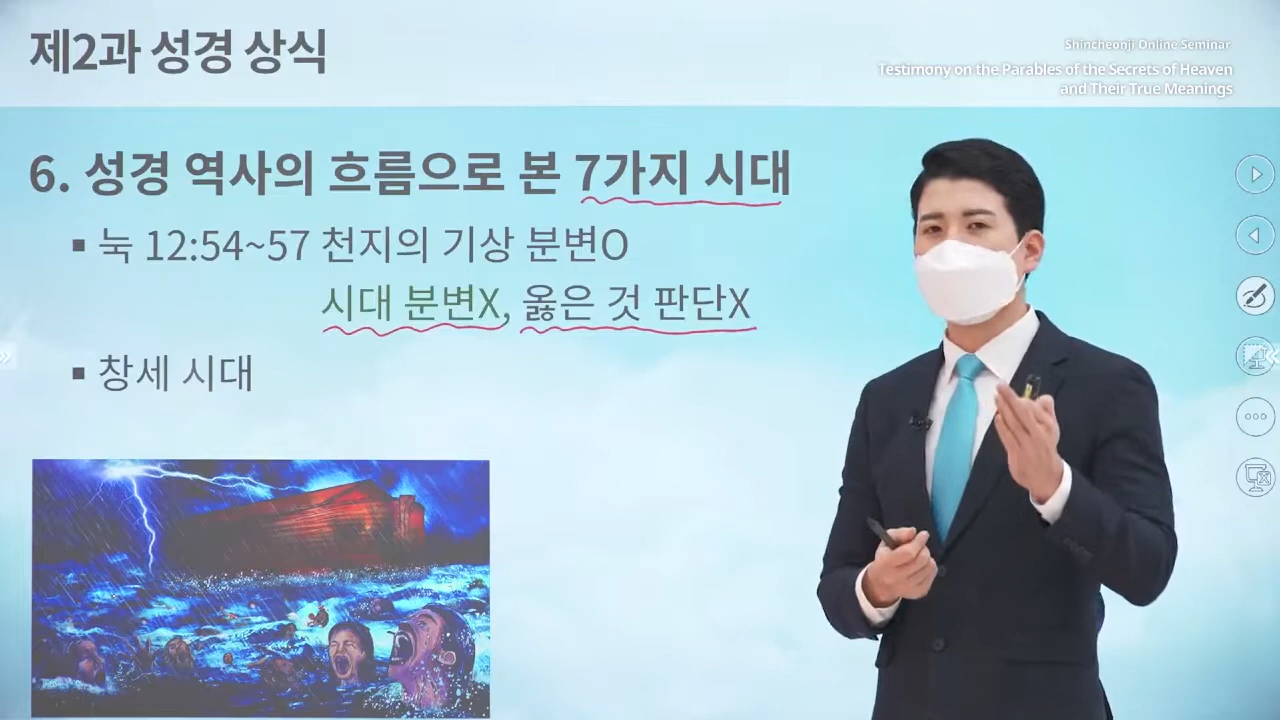 제2과 성경 상식
Shincheonji Online Seminar
Testimony on the Parables of the Secrets of Heaven
and Their True Meanings
6. 성경 역사의 흐름으로 본 7가지 시대
▪ 눅 12:54~57 천지의 기상 분변O
시대 분변X, 옳은 것 판단X
▪ 창세 시대